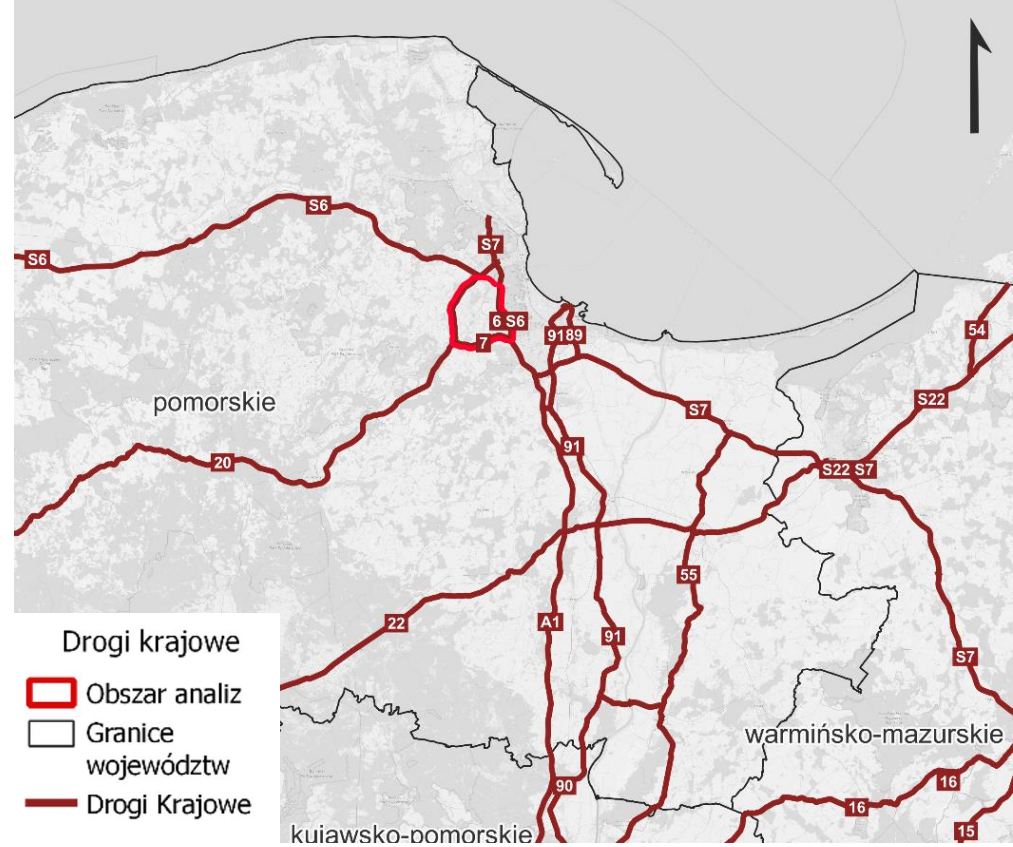 S6
S7
S6
6 S6
9189
54
7
S22
pomorskie
S7
91
20
S22 S7
55
22
A1
91
S7
Drogi krajowe
Obszar analiz
Granice
województw
Drogi Krajowe
warmińsko-mazurskie
90
16
16
15
kujawsko-pomorskie